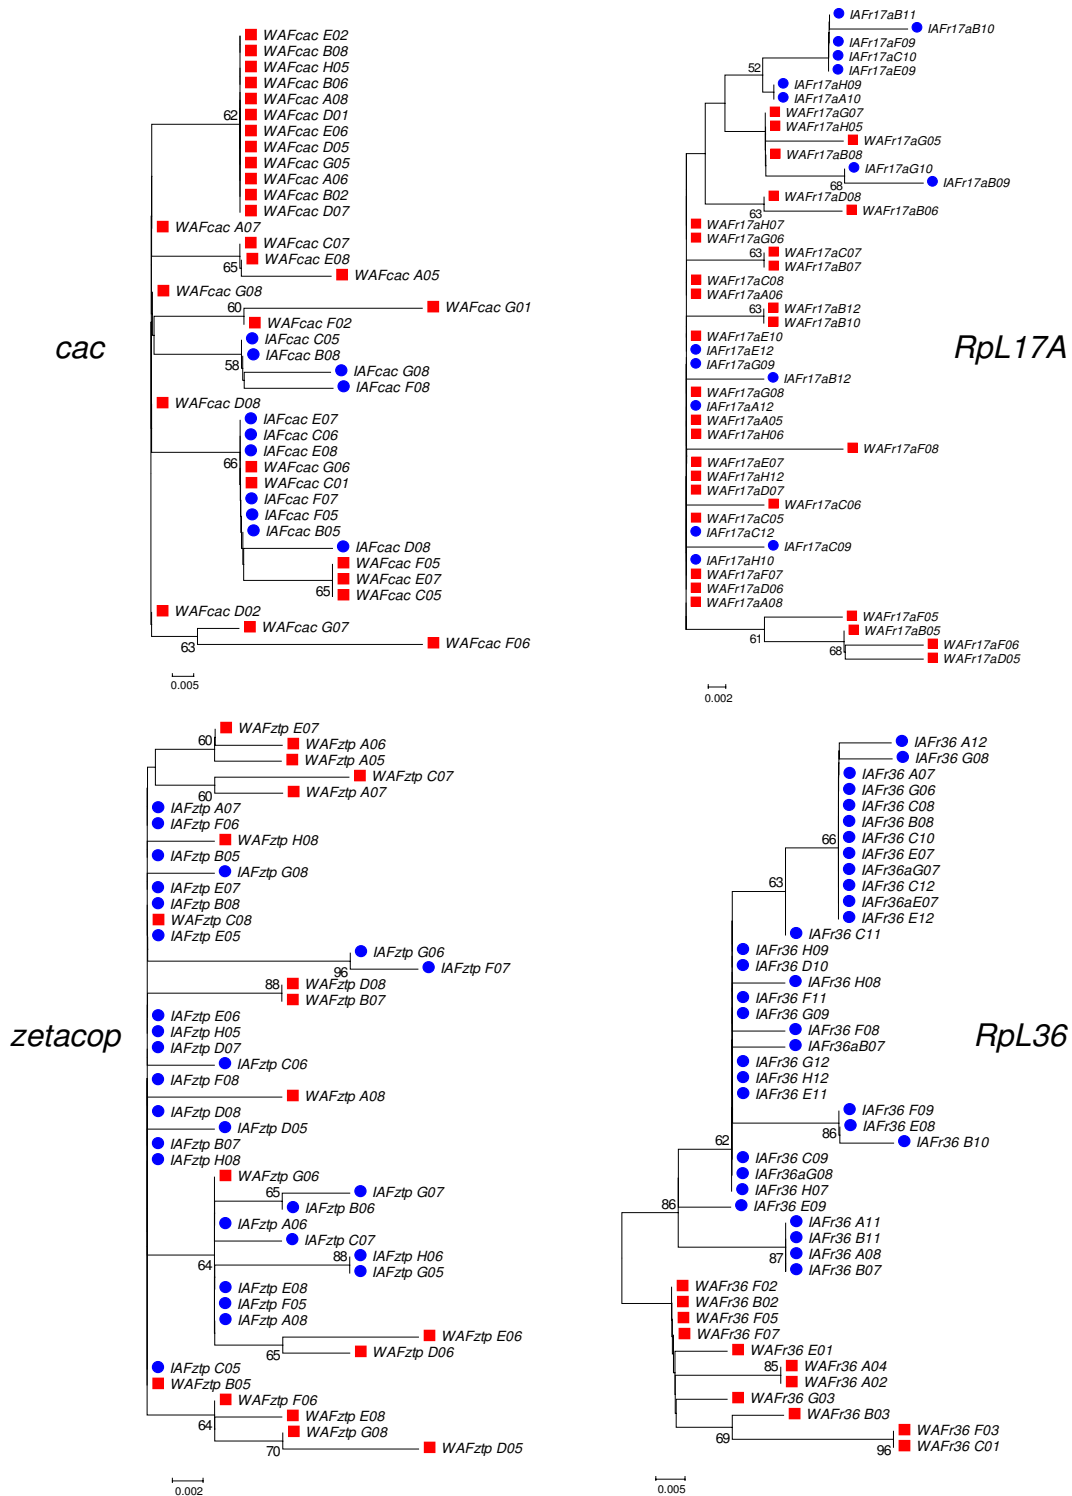 cac
WAFcac E02
WAFcac B08
WAFcac H05
WAFcac B06
WAFcac A08
62
WAFcac D01
WAFcac E06
WAFcac D05
WAFcac G05
WAFcac A06
WAFcac B02
WAFcac D07
WAFcac A07
WAFcac C07
WAFcac E08
65
WAFcac A05
WAFcac G08
60
WAFcac G01
WAFcac F02
IAFcac C05
IAFcac B08
58
IAFcac G08
IAFcac F08
WAFcac D08
IAFcac E07
IAFcac C06
IAFcac E08
66
WAFcac G06
WAFcac C01
IAFcac F07
IAFcac F05
IAFcac B05
IAFcac D08
WAFcac F05
WAFcac E07
65
WAFcac C05
WAFcac D02
WAFcac G07
63
WAFcac F06
0.005
RpL17A
IAFr17aB11
IAFr17aB10
IAFr17aF09
IAFr17aC10
52
IAFr17aE09
IAFr17aH09
IAFr17aA10
WAFr17aG07
WAFr17aH05
WAFr17aG05
WAFr17aB08
IAFr17aG10
68
IAFr17aB09
WAFr17aD08
63
WAFr17aB06
WAFr17aH07
WAFr17aG06
63
WAFr17aC07
WAFr17aB07
WAFr17aC08
WAFr17aA06
63
WAFr17aB12
WAFr17aB10
WAFr17aE10
IAFr17aE12
IAFr17aG09
IAFr17aB12
WAFr17aG08
IAFr17aA12
WAFr17aA05
WAFr17aH06
WAFr17aF08
WAFr17aE07
WAFr17aH12
WAFr17aD07
WAFr17aC06
WAFr17aC05
IAFr17aC12
IAFr17aC09
IAFr17aH10
WAFr17aF07
WAFr17aD06
WAFr17aA08
WAFr17aF05
WAFr17aB05
61
WAFr17aF06
68
WAFr17aD05
0.002
zetacop
WAFztp E07
60
WAFztp A06
WAFztp A05
WAFztp C07
60
WAFztp A07
IAFztp A07
IAFztp F06
WAFztp H08
IAFztp B05
IAFztp G08
IAFztp E07
IAFztp B08
WAFztp C08
IAFztp E05
IAFztp G06
96
IAFztp F07
88
WAFztp D08
WAFztp B07
IAFztp E06
IAFztp H05
IAFztp D07
IAFztp C06
IAFztp F08
WAFztp A08
IAFztp D08
IAFztp D05
IAFztp B07
IAFztp H08
WAFztp G06
65
IAFztp G07
IAFztp B06
IAFztp A06
IAFztp C07
88
IAFztp H06
64
IAFztp G05
IAFztp E08
IAFztp F05
IAFztp A08
WAFztp E06
65
WAFztp D06
IAFztp C05
WAFztp B05
WAFztp F06
64
WAFztp E08
WAFztp G08
70
WAFztp D05
0.002
RpL36
IAFr36 A12
IAFr36 G08
IAFr36 A07
IAFr36 G06
IAFr36 C08
IAFr36 B08
66
IAFr36 C10
IAFr36 E07
IAFr36aG07
63
IAFr36 C12
IAFr36aE07
IAFr36 E12
IAFr36 C11
IAFr36 H09
IAFr36 D10
IAFr36 H08
IAFr36 F11
IAFr36 G09
IAFr36 F08
IAFr36aB07
IAFr36 G12
IAFr36 H12
IAFr36 E11
IAFr36 F09
IAFr36 E08
86
IAFr36 B10
62
IAFr36 C09
IAFr36aG08
IAFr36 H07
86
IAFr36 E09
IAFr36 A11
IAFr36 B11
87
IAFr36 A08
IAFr36 B07
WAFr36 F02
WAFr36 B02
WAFr36 F05
WAFr36 F07
WAFr36 E01
85
WAFr36 A04
WAFr36 A02
WAFr36 G03
WAFr36 B03
69
WAFr36 F03
96
WAFr36 C01
0.005